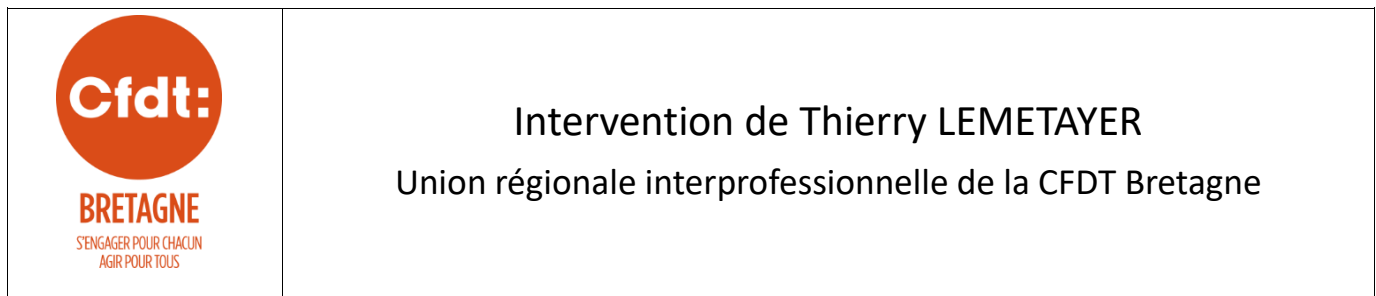 Cfdt:
BRETAGNE
S'ENGAGER POUR CHACUN
AGIR POUR TOUS
Intervention de Thierry LEMETAYER
Union régionale interprofessionnelle de la CFDT Bretagne